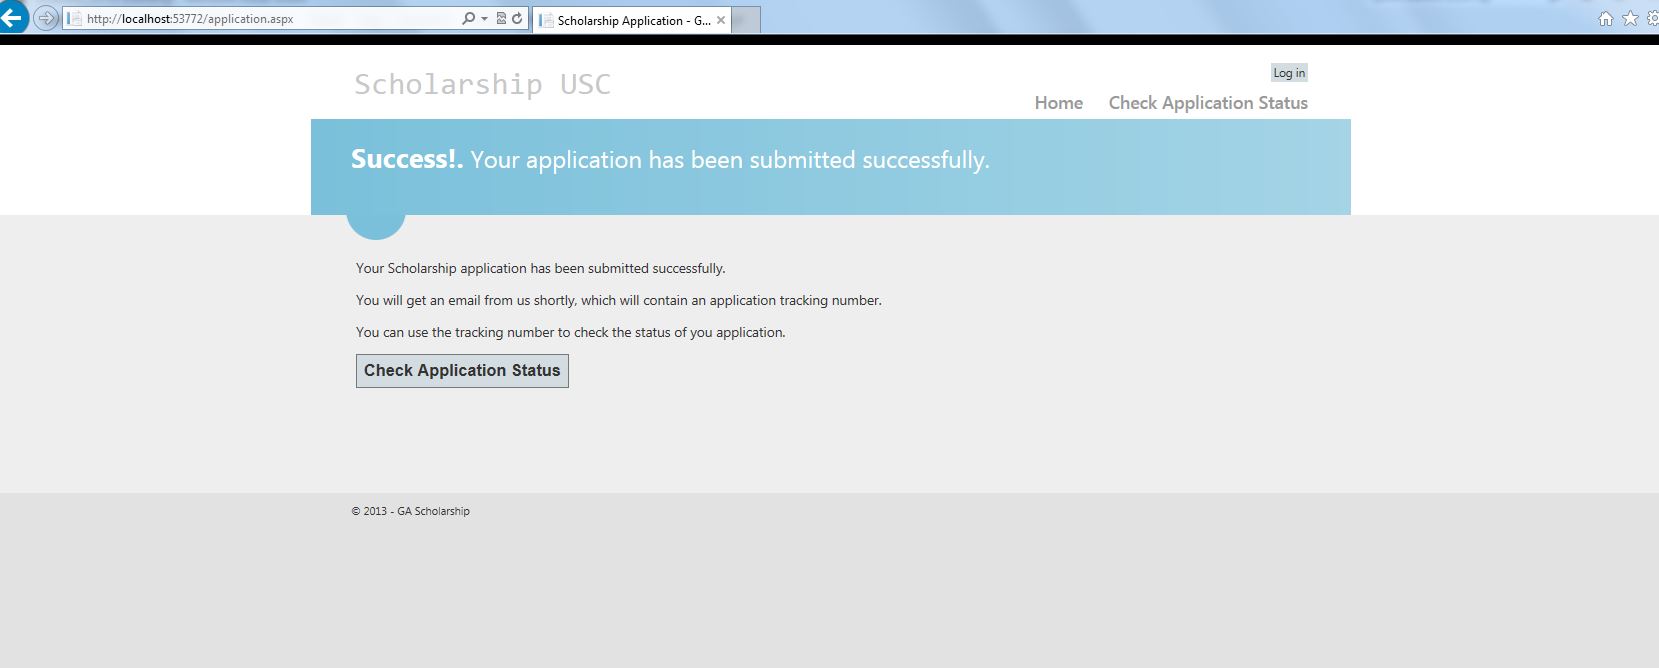 http://localhost:53772/application.aspx
Scholarship Application - G...
Scholarship USC
Log in
Home Check Application Status
Success!. Your application has been submitted successfully.
Your Scholarship application has been submitted successfully.
You will get an email from us shortly, which will contain an application tracking number.
You can use the tracking number to check the status of you application.
Check Application Status
© 2013 - GA Scholarship